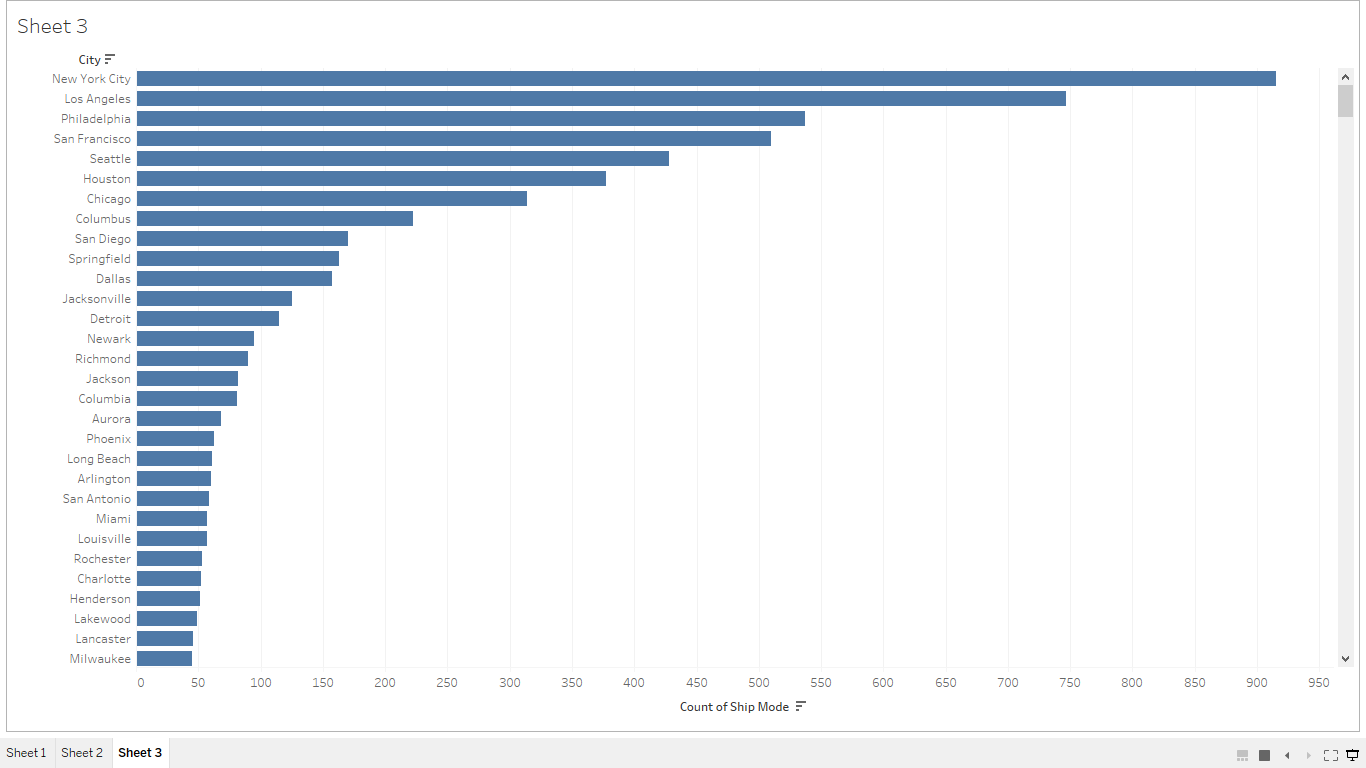 Sheet 3
City
New York City
Los Angeles
Philadelphia
San Francisco
Seattle
Houston
Chicago
Columbus
San Diego
Springfield
Dallas
Jacksonville
Detroit
Newark
Richmond
Jackson
Columbia
Aurora
Phoenix
Long Beach
Arlington
San Antonio
Miami
Louisville
Rochester
Charlotte
Henderson
Lakewood
Lancaster
Milwaukee
0 50 100 150 200 250 300 350 400 450 500 550 600 650 700 750 800 850 900 950
Count of Ship Mode
Sheet 1 Sheet 2 Sheet 3